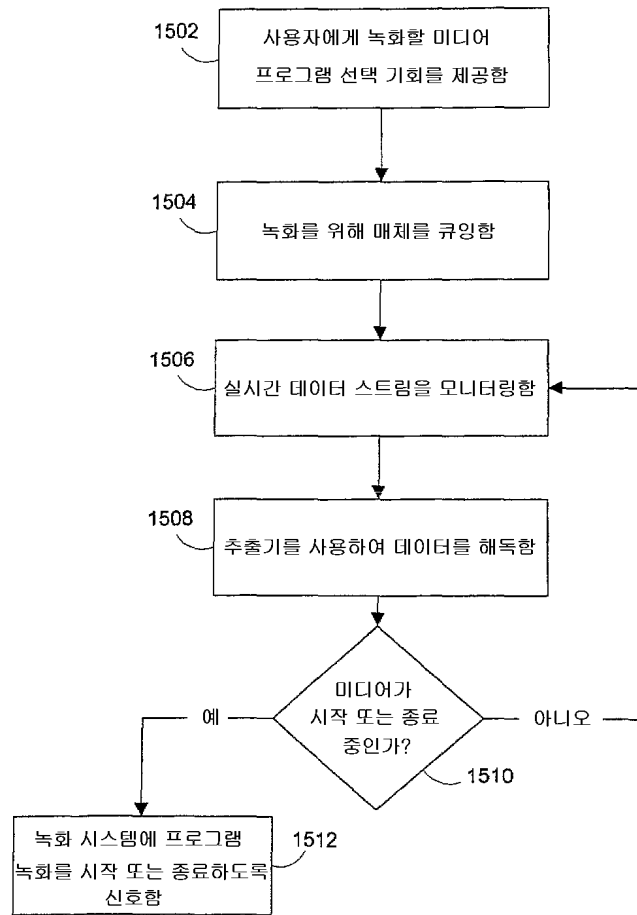 1502
사용자에게 녹화할 미디어
프로그램 선택 기회를 제공함
1504
녹화를 위해 매체를 큐잉함
1506
실시간 데이터 스트림을 모니터링함
1508
추출기를 사용하여 데이터를 해독함
미디어가
시작 또는 종료
중인가?
예
아니오
1510
녹화 시스템에 프로그램
녹화를 시작 또는 종료하도록
신호함
1512